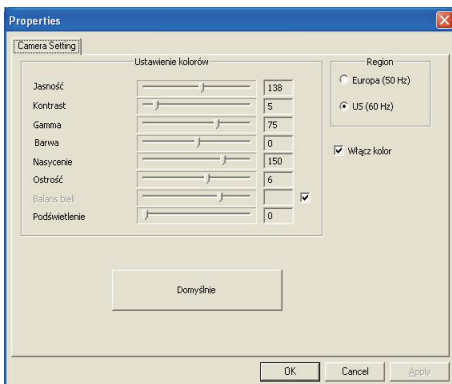 Properties
Camera Setting
Ustawienie kolorów
Jasność 138
Kontrast 5
Gamma 75
Barwa 0
Nasycenie 150
Ostrość 6
Balans bieli
Podświetlenie 0
Region
Europa (50 Hz)
US (60 Hz)
Włącz kolor
Domyślnie
OK Cancel Apply